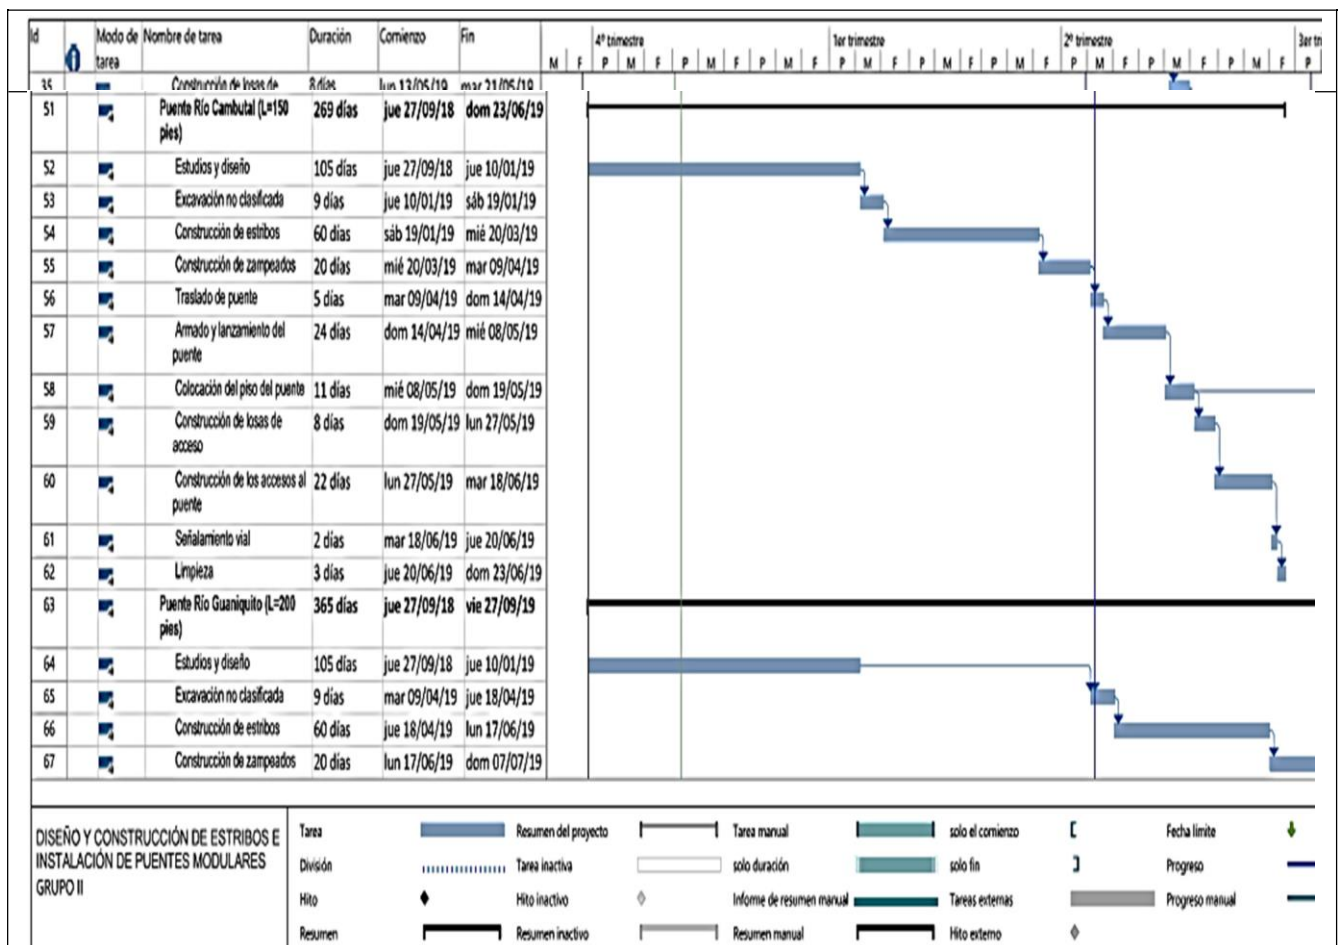 Id Modo de Nombre de tarea Duración Comienzo Fin 4º trimestre 1er trimestre 2º trimestre 3er tri
tarea M F P M F P M F P M F P M F P M F P M F P M F P M F P M F P
35 Construcción de losas de 8 días lun 13/05/19 mar 21/05/19
51 Puente Río Cambutal (L=150 269 días jue 27/09/18 dom 23/06/19
pies)
52 Estudios y diseño 105 días jue 27/09/18 jue 10/01/19
53 Excavación no clasificada 9 días jue 10/01/19 sáb 19/01/19
54 Construcción de estribos 60 días sáb 19/01/19 mié 20/03/19
55 Construcción de zampeados 20 días mié 20/03/19 mar 09/04/19
56 Traslado de puente 5 días mar 09/04/19 dom 14/04/19
57 Armado y lanzamiento del 24 días dom 14/04/19 mié 08/05/19
puente
58 Colocación del piso del puente 11 días mié 08/05/19 dom 19/05/19
59 Construcción de losas de 8 días dom 19/05/19 lun 27/05/19
acceso
60 Construcción de los accesos al 22 días lun 27/05/19 mar 18/06/19
puente
61 Señalamiento vial 2 días mar 18/06/19 jue 20/06/19
62 Limpieza 3 días jue 20/06/19 dom 23/06/19
63 Puente Río Guaniquito (L=200 365 días jue 27/09/18 vie 27/09/19
pies)
64 Estudios y diseño 105 días jue 27/09/18 jue 10/01/19
65 Excavación no clasificada 9 días mar 09/04/19 jue 18/04/19
66 Construcción de estribos 60 días jue 18/04/19 lun 17/06/19
67 Construcción de zampeados 20 días lun 17/06/19 dom 07/07/19
DISEÑO Y CONSTRUCCIÓN DE ESTRIBOS E
INSTALACIÓN DE PUENTES MODULARES
GRUPO II
Tarea Resumen del proyecto Tarea manual solo el comienzo Fecha límite
División Tarea inactiva solo duración solo fin Progreso
Hito Hito inactivo Informe de resumen manual Tareas externas Progreso manual
Resumen Resumen inactivo Resumen manual Hito externo